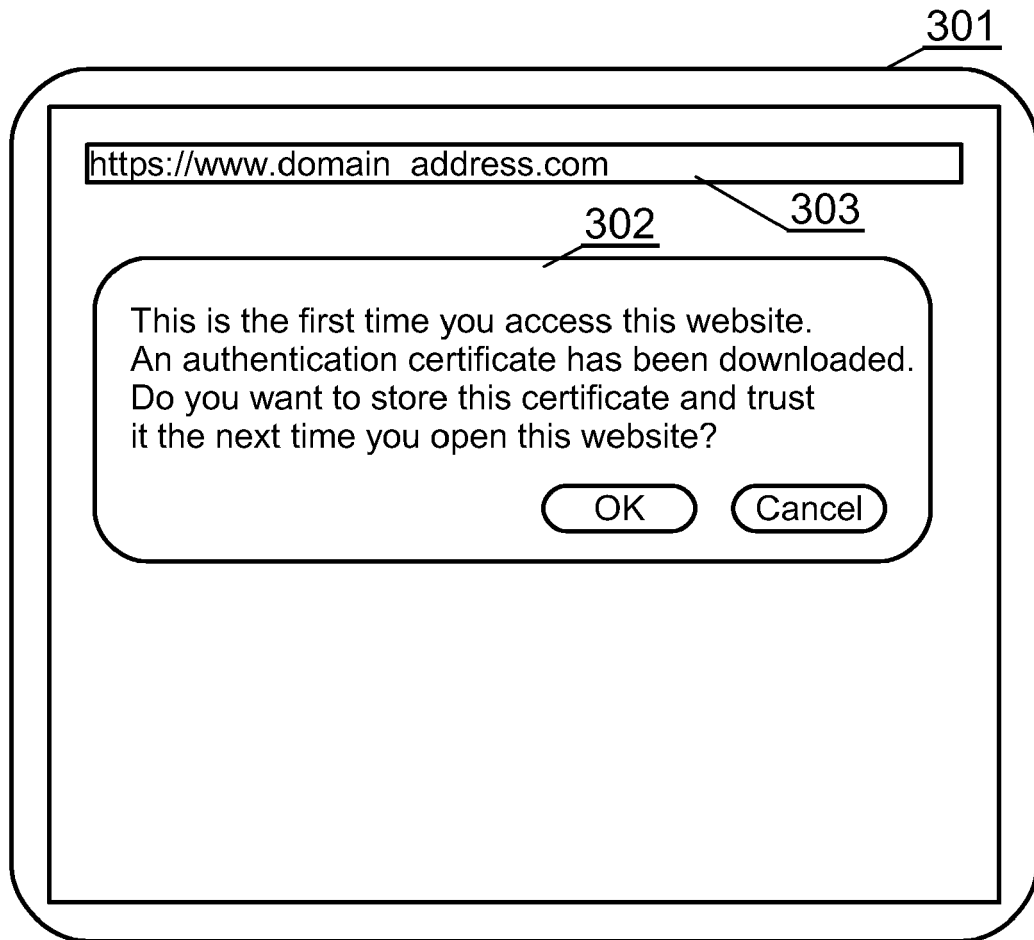 301
https://www.domain address.com
303
302
This is the first time you access this website.
An authentication certificate has been downloaded.
Do you want to store this certificate and trust
it the next time you open this website?
OK Cancel